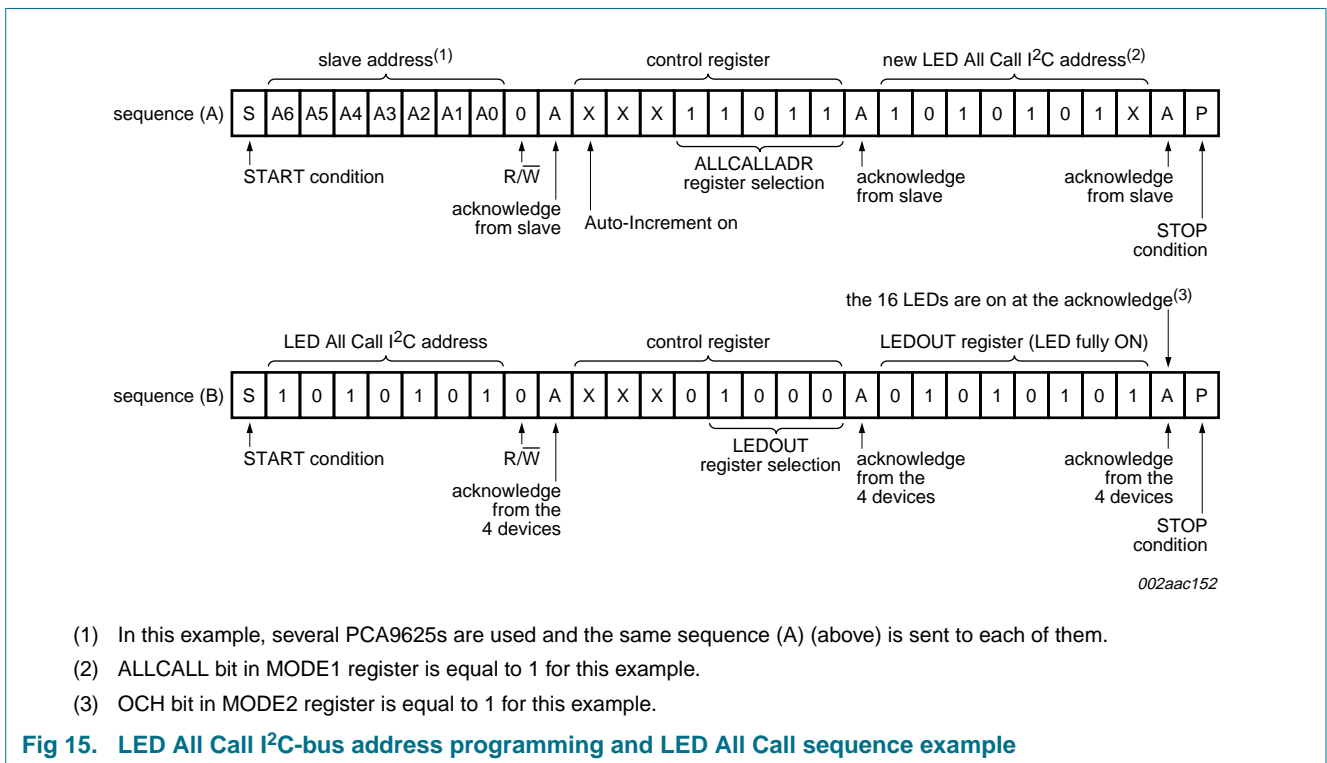 slave address(1)
control register
new LED All Call I2C address(2)
sequence (A) S A6 A5 A4 A3 A2 A1 A0 0 A X X X 1 1 0 1 1 A 1 0 1 0 1 0 1 X A P
START condition
R/W
acknowledge
from slave
Auto-Increment on
ALLCALLADR
register selection
acknowledge
from slave
acknowledge
from slave
STOP
condition
the 16 LEDs are on at the acknowledge(3)
LED All Call I2C address
control register
LEDOUT register (LED fully ON)
sequence (B) S 1 0 1 0 1 0 1 0 A X X X 0 1 0 0 0 A 0 1 0 1 0 1 0 1 A P
START condition
R/W
acknowledge
from the
4 devices
LEDOUT
register selection
acknowledge
from the
4 devices
acknowledge
from the
4 devices
STOP
condition
002aac152
(1) In this example, several PCA9625s are used and the same sequence (A) (above) is sent to each of them.
(2) ALLCALL bit in MODE1 register is equal to 1 for this example.
(3) OCH bit in MODE2 register is equal to 1 for this example.
Fig 15. LED All Call I2C-bus address programming and LED All Call sequence example